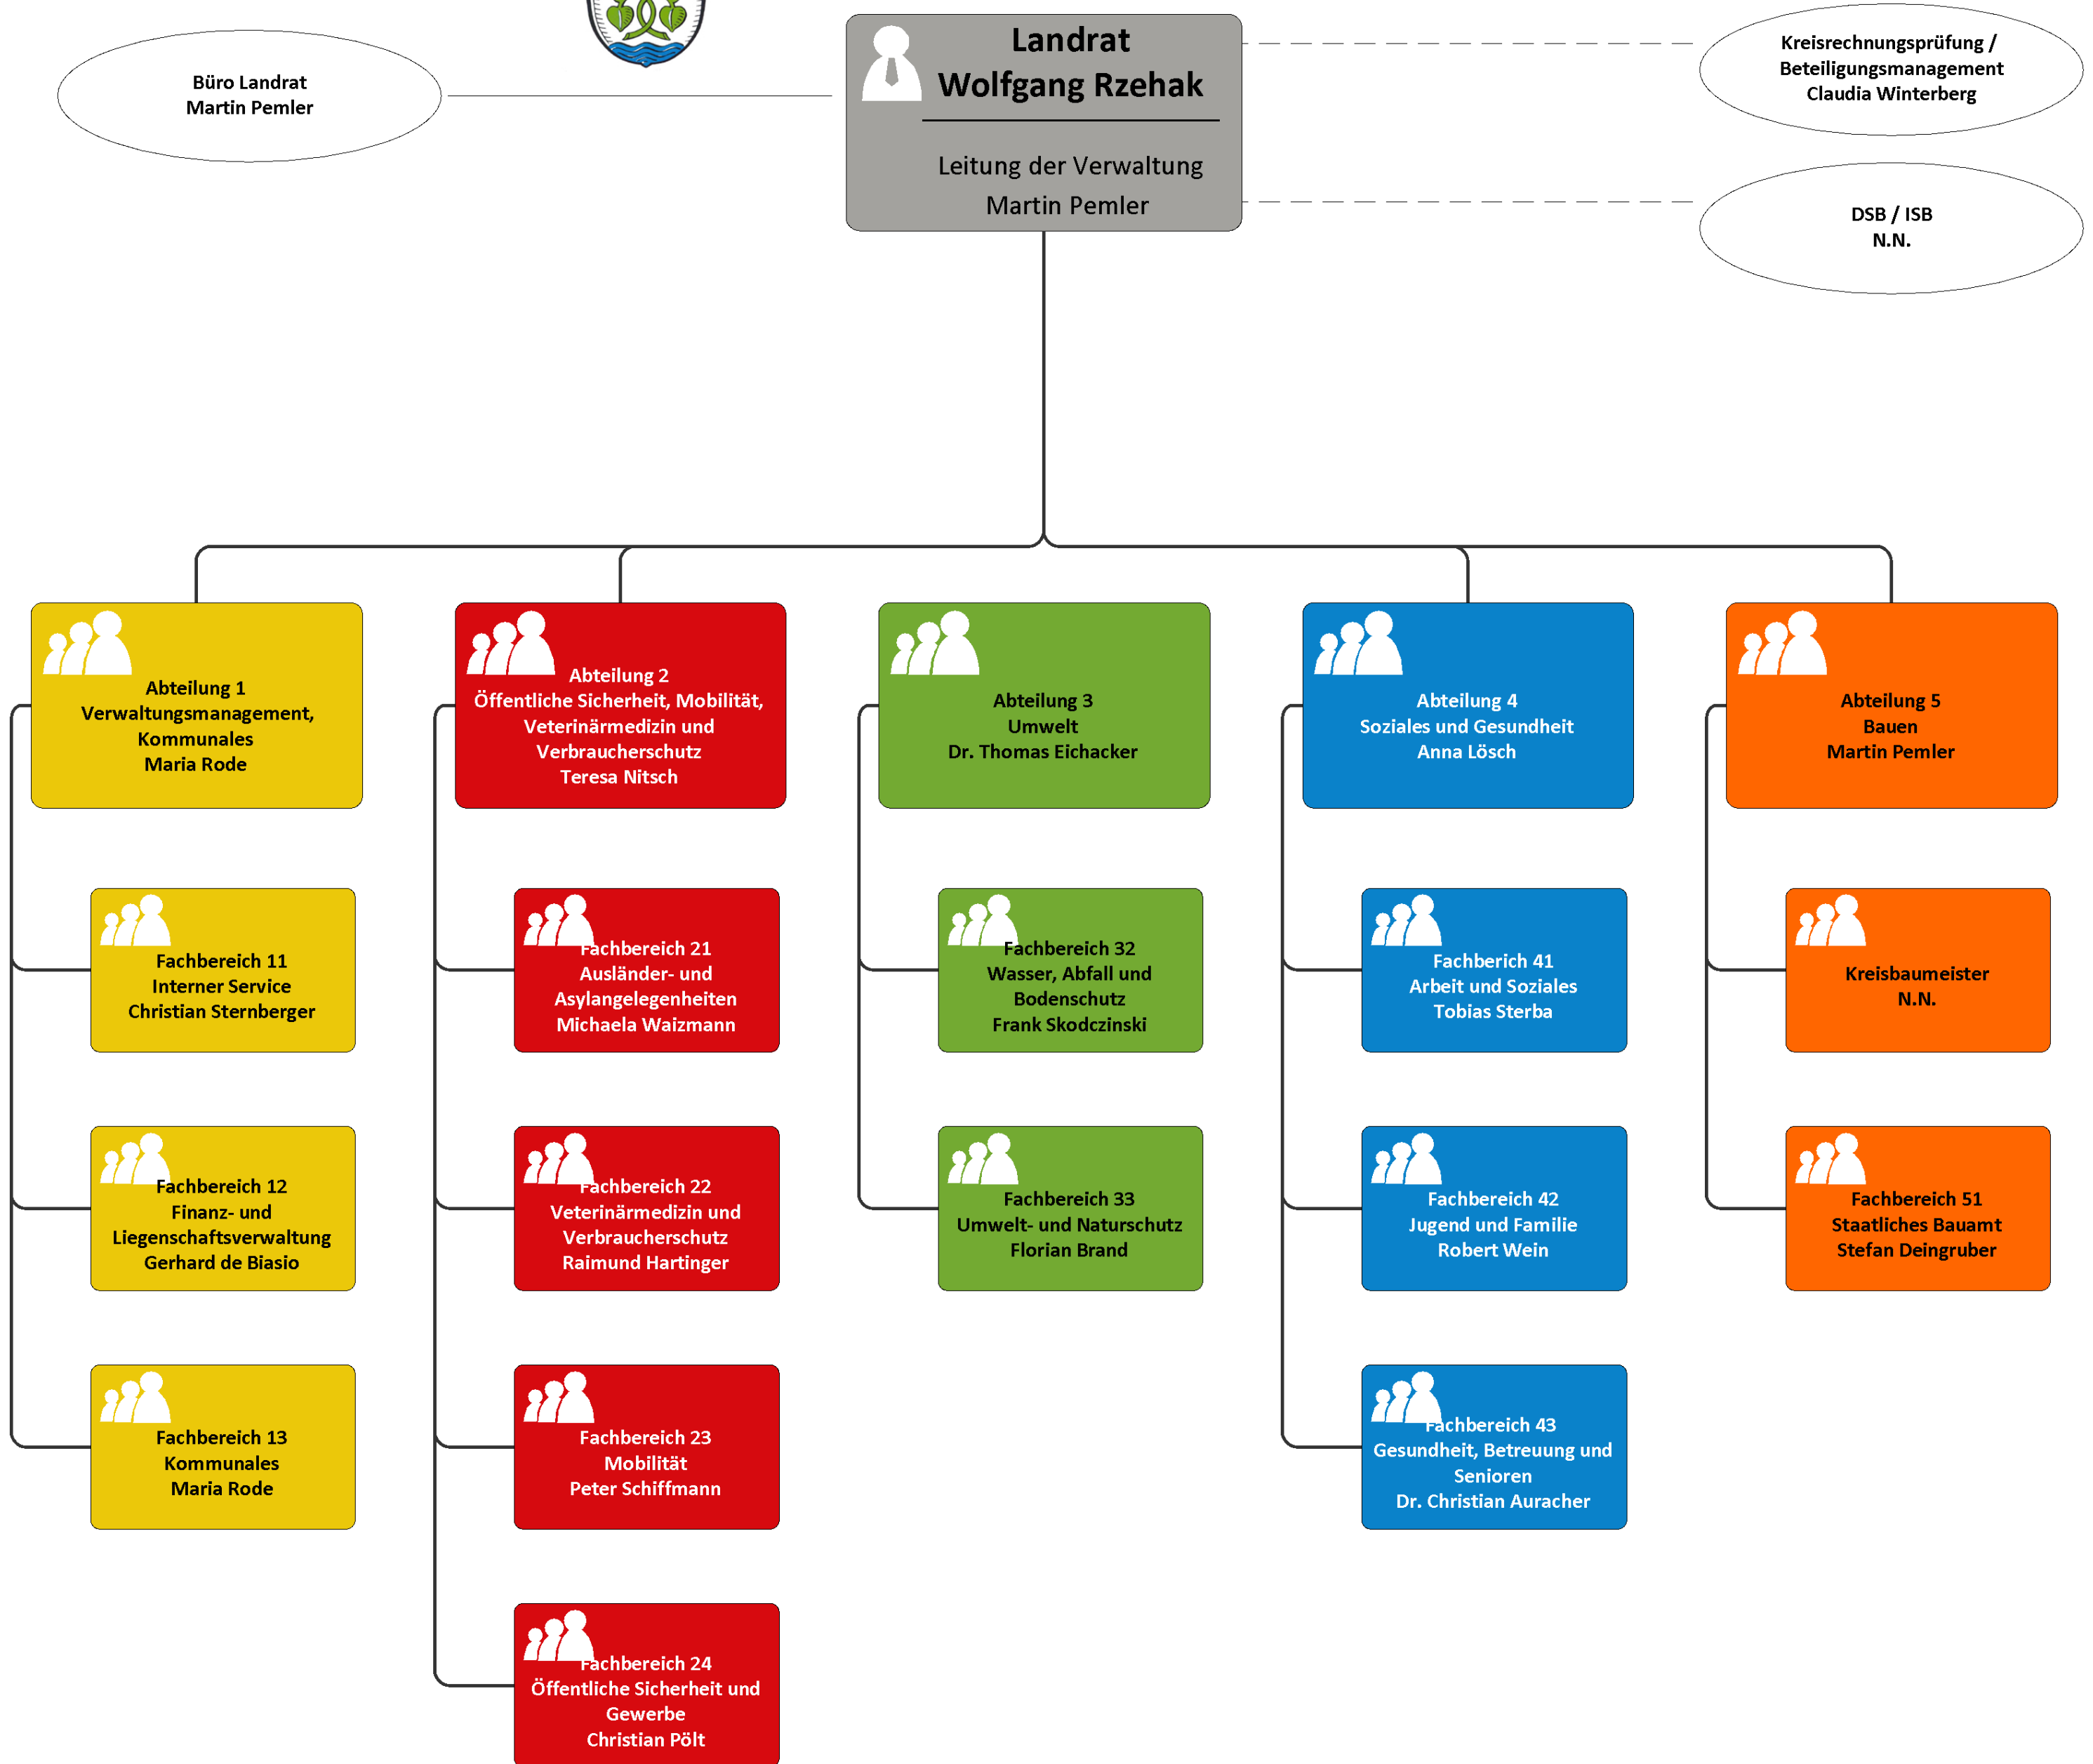 Büro Landrat
Martin Pemler
Landrat
Wolfgang Rzehak
Leitung der Verwaltung
Martin Pemler
Kreisrechnungsprüfung /
Beteiligungsmanagement
Claudia Winterberg
DSB / ISB
N.N.
Abteilung 1
Verwaltungsmanagement,
Kommunales
Maria Rode
Abteilung 2
Öffentliche Sicherheit, Mobilität,
Veterinärmedizin und
Verbraucherschutz
Teresa Nitsch
Abteilung 3
Umwelt
Dr. Thomas Eichacker
Abteilung 4
Soziales und Gesundheit
Anna Lösch
Abteilung 5
Bauen
Martin Pemler
Fachbereich 11
Interner Service
Christian Sternberger
Fachbereich 21
Ausländer- und
Asylangelegenheiten
Michaela Waizmann
Fachbereich 32
Wasser, Abfall und
Bodenschutz
Frank Skodczinski
Fachberich 41
Arbeit und Soziales
Tobias Sterba
Kreisbaumeister
N.N.
Fachbereich 12
Finanz- und
Liegenschaftsverwaltung
Gerhard de Biasio
Fachbereich 22
Veterinärmedizin und
Verbraucherschutz
Raimund Hartinger
Fachbereich 33
Umwelt- und Naturschutz
Florian Brand
Fachbereich 42
Jugend und Familie
Robert Wein
Fachbereich 51
Staatliches Bauamt
Stefan Deingruber
Fachbereich 13
Kommunales
Maria Rode
Fachbereich 23
Mobilität
Peter Schiffmann
Fachbereich 43
Gesundheit, Betreuung und
Senioren
Dr. Christian Auracher
Fachbereich 24
Öffentliche Sicherheit und
Gewerbe
Christian Pölt